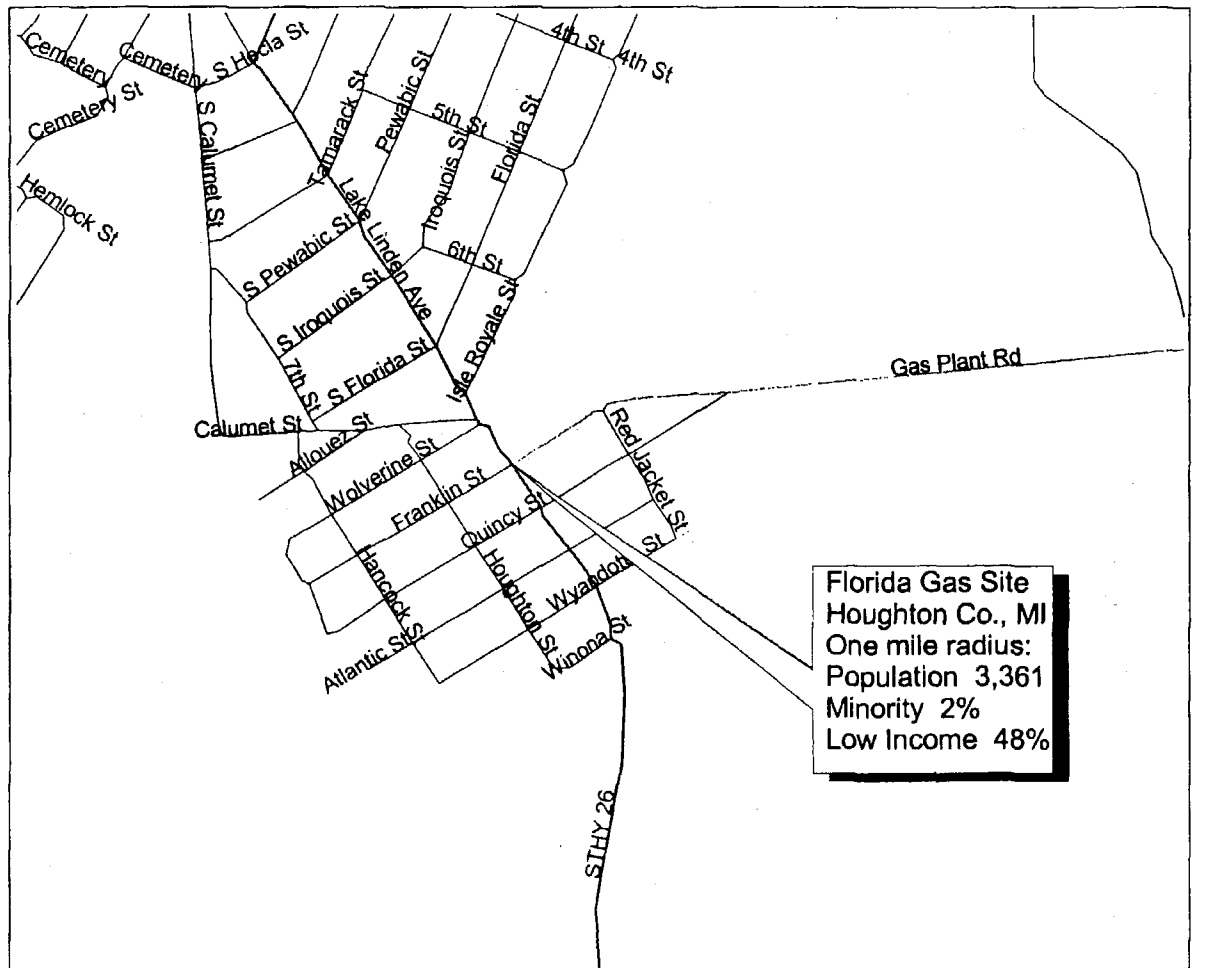 4th St
4th St
Cemetery
Cemetery
S Hecla St
Cemetery St
S Calumet St
Tamarack St
Pewabic St
5th St
Iroquois St
Florida St
Hemlock St
Lake Linden Ave
S Pewabic St
6th St
S Iroquois St
Isle Royale St
7th St
S Florida St
Gas Plant Rd
Calumet St
Allouez St
Wolverine St
Red Jacket St
Franklin St
Quincy St
Hancock S
Houghton St
Wyandott St
Atlantic St
Winona St
STHY 26
Florida Gas Site
Houghton Co., MI
One mile radius:
Population 3,361
Minority 2%
Low Income 48%